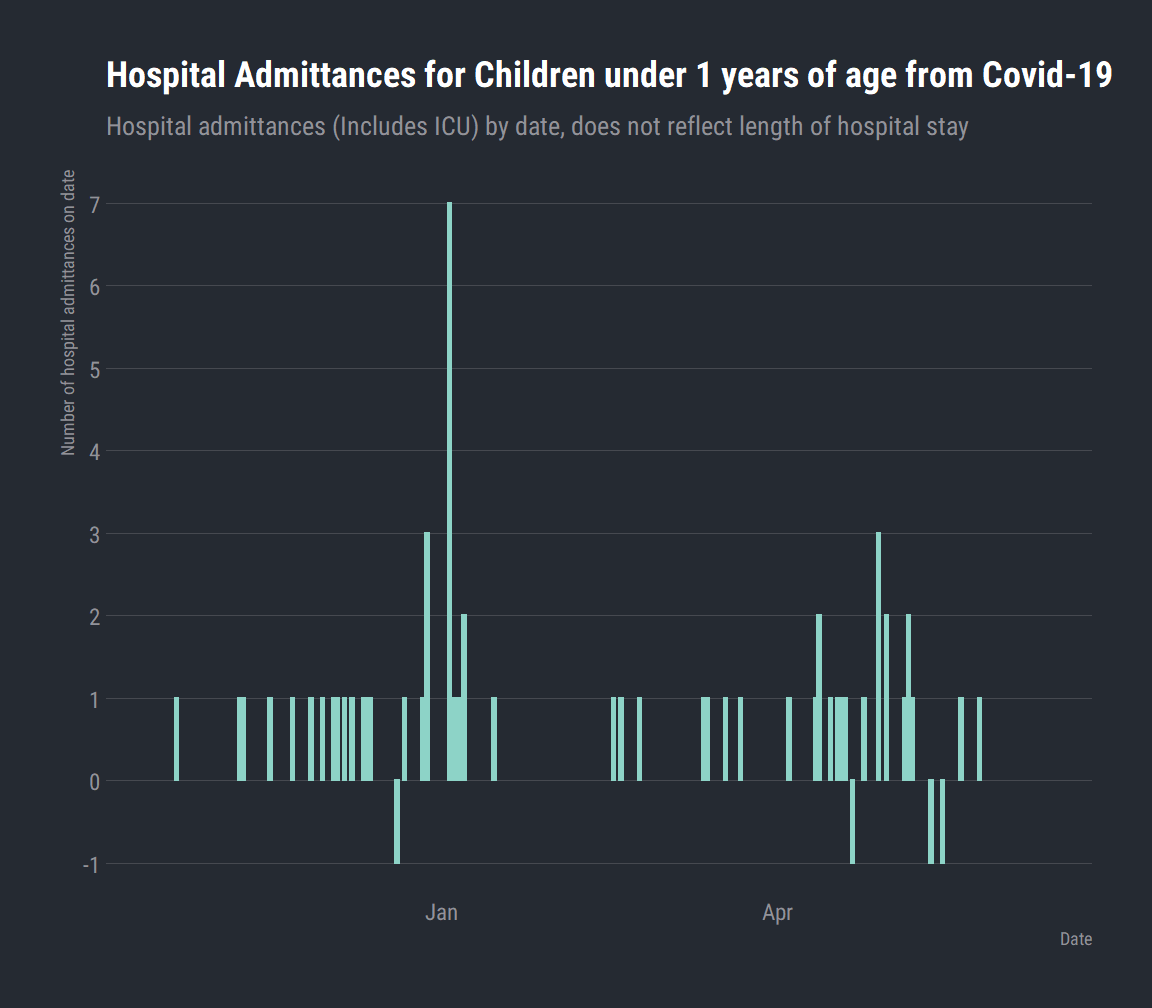 Hospital Admittances for Children under 1 years of age from Covid-19
Hospital admittances (Includes ICU) by date, does not reflect length of hospital stay
Number of hospital admittances on date
7
6
5
4
3
2
1
0
-1
Jan
Apr
Date